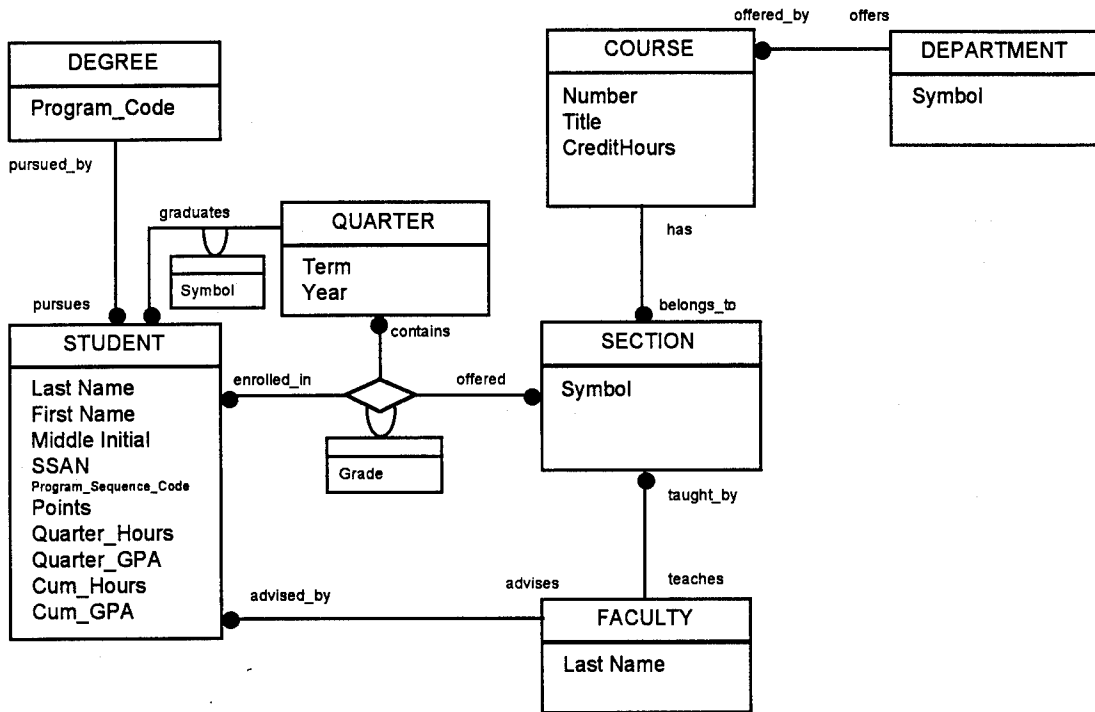 offered_by
offers
COURSE
Number
Title
CreditHours
DEPARTMENT
Symbol
DEGREE
Program_Code
pursued_by
graduates
QUARTER
Term
Year
Symbol
has
pursues
contains
belongs_to
STUDENT
Last Name
First Name
Middle Initial
SSAN
Program_Sequence_Code
Points
Quarter_Hours
Quarter_GPA
Cum_Hours
Cum_GPA
enrolled_in
offered
Grade
SECTION
Symbol
taught_by
teaches
advised_by
advises
FACULTY
Last Name